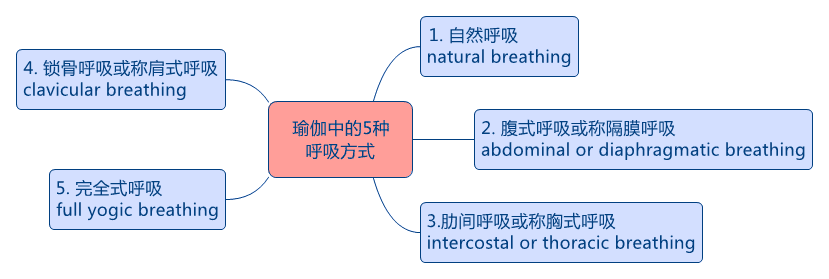 瑜伽中的5种
呼吸方式
1. 自然呼吸
natural breathing
2. 腹式呼吸或称隔膜呼吸
abdominal or diaphragmatic breathing
3.肋间呼吸或称胸式呼吸
intercostal or thoracic breathing
4. 锁骨呼吸或称肩式呼吸
clavicular breathing
5. 完全式呼吸
full yogic breathing